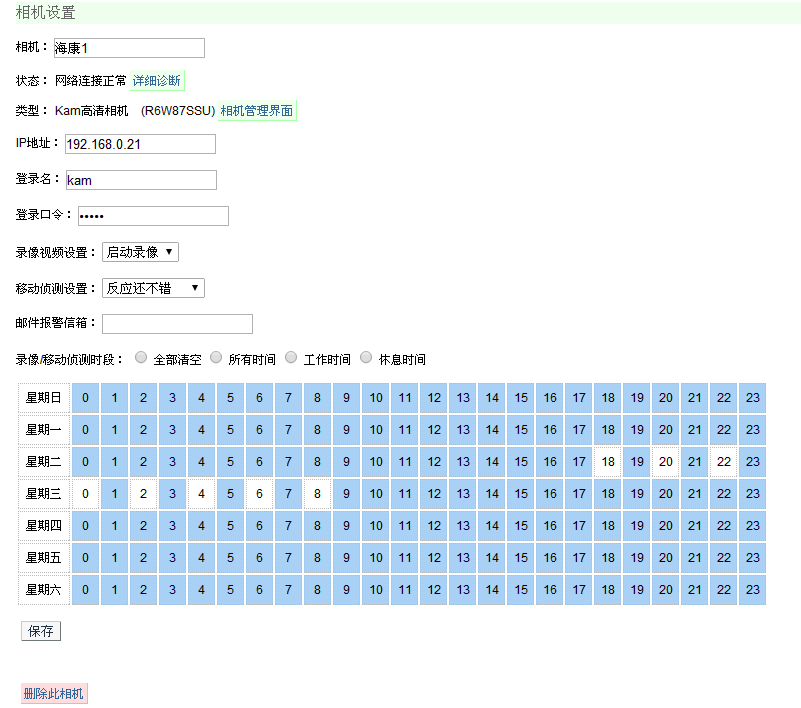 相机设置
相机： 海康1
状态： 网络连接正常 详细诊断
类型： Kam高清相机 (R6W87SSU) 相机管理界面
IP地址： 192.168.0.21
登录名： kam
登录口令： •••••
录像视频设置： 启动录像 ▼
移动侦测设置： 反应还不错 ▼
邮件报警信箱：
录像/移动侦测时段： 全部清空 所有时间 工作时间 休息时间
星期日 0 1 2 3 4 5 6 7 8 9 10 11 12 13 14 15 16 17 18 19 20 21 22 23
星期一 0 1 2 3 4 5 6 7 8 9 10 11 12 13 14 15 16 17 18 19 20 21 22 23
星期二 0 1 2 3 4 5 6 7 8 9 10 11 12 13 14 15 16 17 18 19 20 21 22 23
星期三 0 1 2 3 4 5 6 7 8 9 10 11 12 13 14 15 16 17 18 19 20 21 22 23
星期四 0 1 2 3 4 5 6 7 8 9 10 11 12 13 14 15 16 17 18 19 20 21 22 23
星期五 0 1 2 3 4 5 6 7 8 9 10 11 12 13 14 15 16 17 18 19 20 21 22 23
星期六 0 1 2 3 4 5 6 7 8 9 10 11 12 13 14 15 16 17 18 19 20 21 22 23
保存
删除此相机